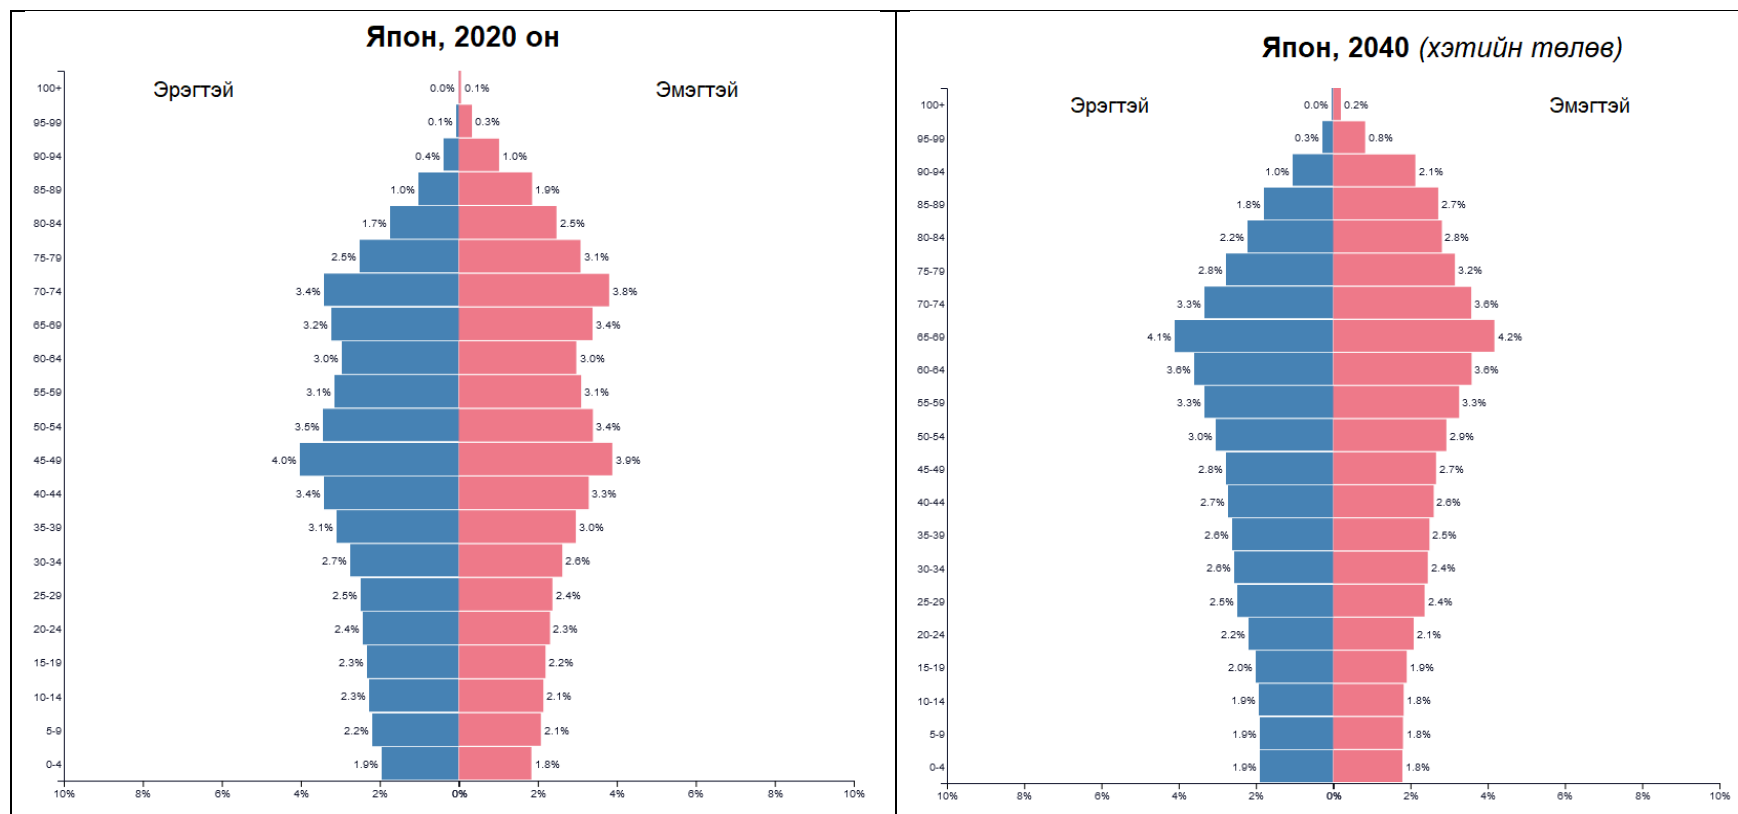 Япон, 2020 он
Эрэгтэй Эмэгтэй
100+ 0.0% 0.1%
95-99 0.1% 0.3%
90-94 0.4% 1.0%
85-89 1.0% 1.9%
80-84 1.7% 2.5%
75-79 2.5% 3.1%
70-74 3.4% 3.8%
65-69 3.2% 3.4%
60-64 3.0% 3.0%
55-59 3.1% 3.1%
50-54 3.5% 3.4%
45-49 4.0% 3.9%
40-44 3.4% 3.3%
35-39 3.1% 3.0%
30-34 2.7% 2.6%
25-29 2.5% 2.4%
20-24 2.4% 2.3%
15-19 2.3% 2.2%
10-14 2.3% 2.1%
5-9 2.2% 2.1%
0-4 1.9% 1.8%
10% 8% 6% 4% 2% 0% 2% 4% 6% 8% 10%
Япон, 2040 (хэтийн төлөв)
Эрэгтэй Эмэгтэй
100+ 0.0% 0.2%
95-99 0.3% 0.8%
90-94 1.0% 2.1%
85-89 1.8% 2.7%
80-84 2.2% 2.8%
75-79 2.8% 3.2%
70-74 3.3% 3.6%
65-69 4.1% 4.2%
60-64 3.6% 3.6%
55-59 3.3% 3.3%
50-54 3.0% 2.9%
45-49 2.8% 2.7%
40-44 2.7% 2.6%
35-39 2.6% 2.5%
30-34 2.6% 2.4%
25-29 2.5% 2.4%
20-24 2.2% 2.1%
15-19 2.0% 1.9%
10-14 1.9% 1.8%
5-9 1.9% 1.8%
0-4 1.9% 1.8%
10% 8% 6% 4% 2% 0% 2% 4% 6% 8% 10%